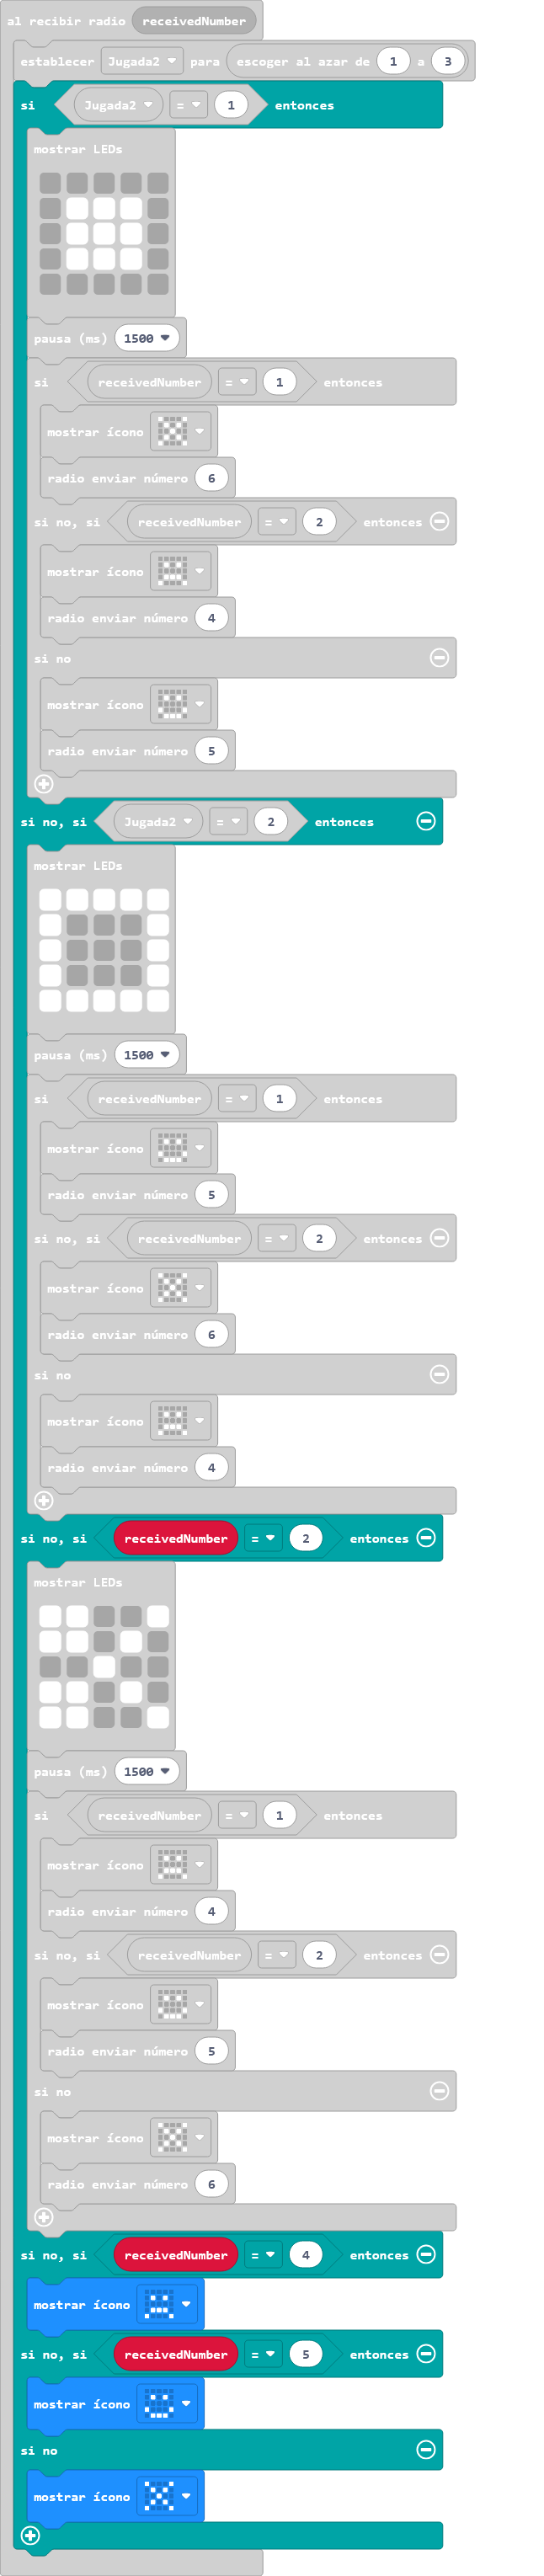 al recibir radio receivedNumber
establecer Jugada2 para escoger al azar de 1 a 3
si Jugada2 = 1 entonces
mostrar LEDs
pausa (ms) 1500
si receivedNumber = 1 entonces
mostrar ícono
radio enviar número 6
si no, si receivedNumber = 2 entonces
mostrar ícono
radio enviar número 4
si no
mostrar ícono
radio enviar número 5
si no, si Jugada2 = 2 entonces
mostrar LEDs
pausa (ms) 1500
si receivedNumber = 1 entonces
mostrar ícono
radio enviar número 5
si no, si receivedNumber = 2 entonces
mostrar ícono
radio enviar número 6
si no
mostrar ícono
radio enviar número 4
si no, si receivedNumber = 2 entonces
mostrar LEDs
pausa (ms) 1500
si receivedNumber = 1 entonces
mostrar ícono
radio enviar número 4
si no, si receivedNumber = 2 entonces
mostrar ícono
radio enviar número 5
si no
mostrar ícono
radio enviar número 6
si no, si receivedNumber = 4 entonces
mostrar ícono
si no, si receivedNumber = 5 entonces
mostrar ícono
si no
mostrar ícono